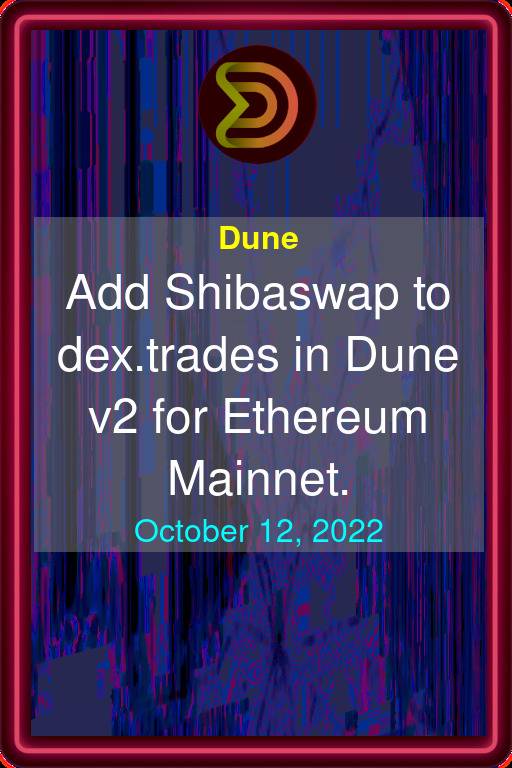 Dune
Add Shibaswap to
dex.trades in Dune
v2 for Ethereum
Mainnet.
October 12, 2022